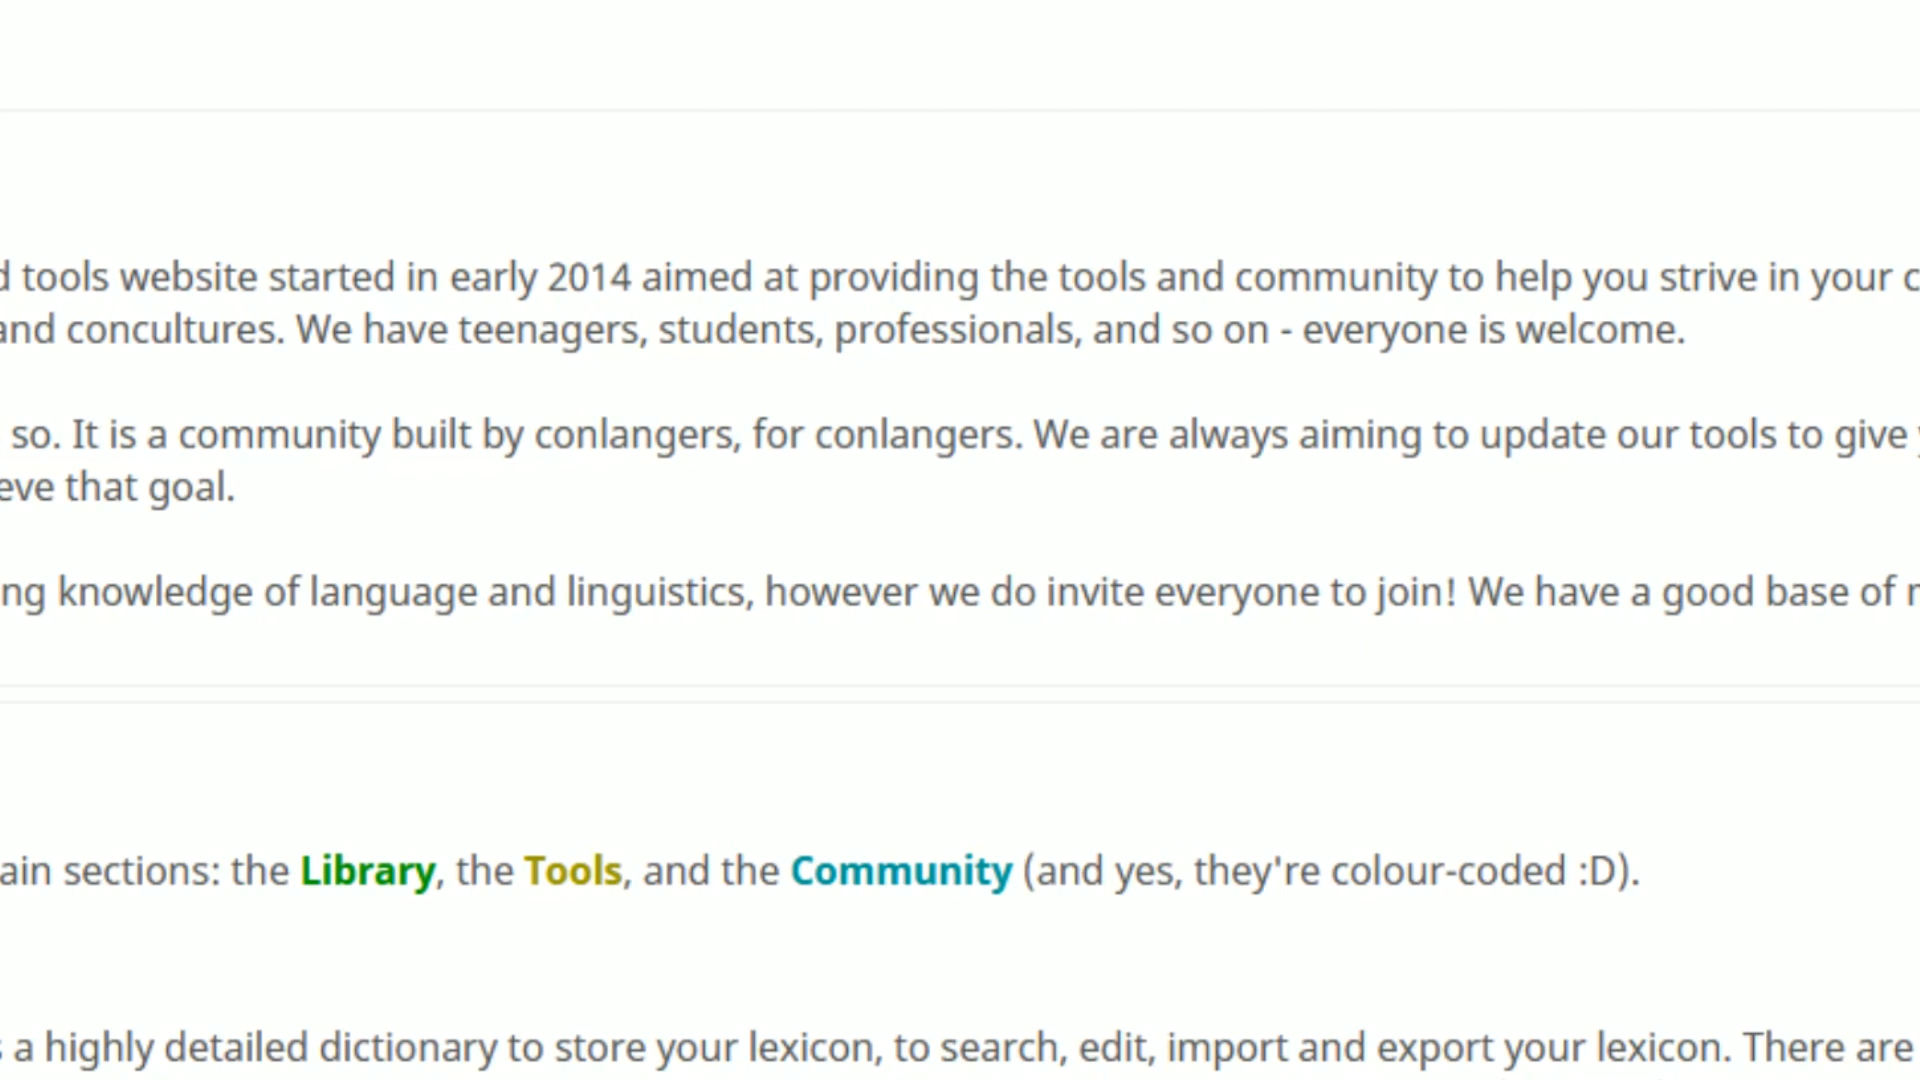 tools website started in early 2014 aimed at providing the tools and community to help you strive in your
and concultures. We have teenagers, students, professionals, and so on - everyone is welcome.
so. It is a community built by conlangers, for conlangers. We are always aiming to update our tools to give
eve that goal.
ng knowledge of language and linguistics, however we do invite everyone to join! We have a good base of
ain sections: the Library, the Tools, and the Community (and yes, they're colour-coded :D).
a highly detailed dictionary to store your lexicon, to search, edit, import and export your lexicon. There are